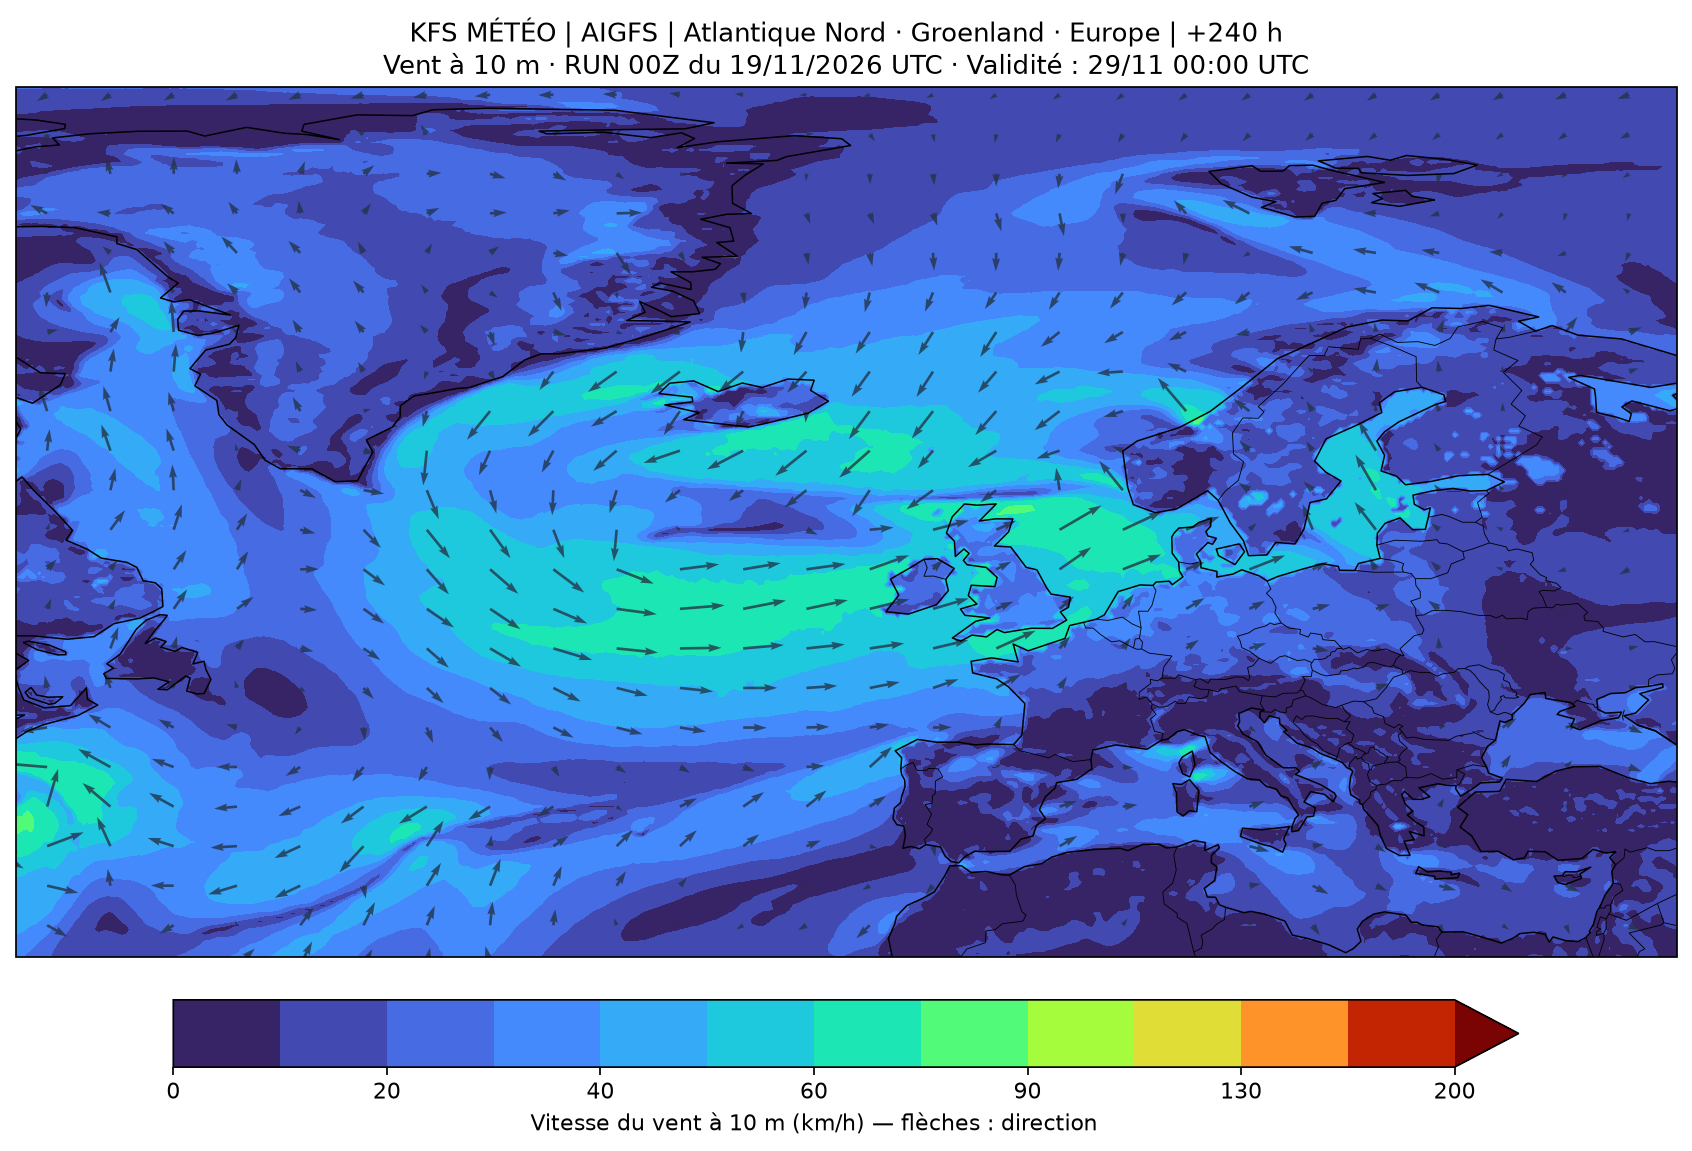 KFS MÉTÉO | AIGFS | Atlantique Nord · Groenland · Europe | +240 h
Vent à 10 m · RUN 00Z du 19/11/2026 UTC · Validité : 29/11 00:00 UTC
0 20 40 60 90 130 200
Vitesse du vent à 10 m (km/h) — flèches : direction